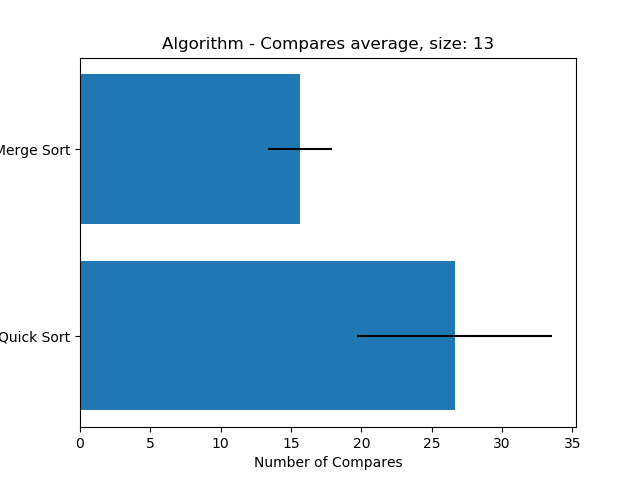 Algorithm - Compares average, size: 13
Merge Sort
Quick Sort
0 5 10 15 20 25 30 35
Number of Compares